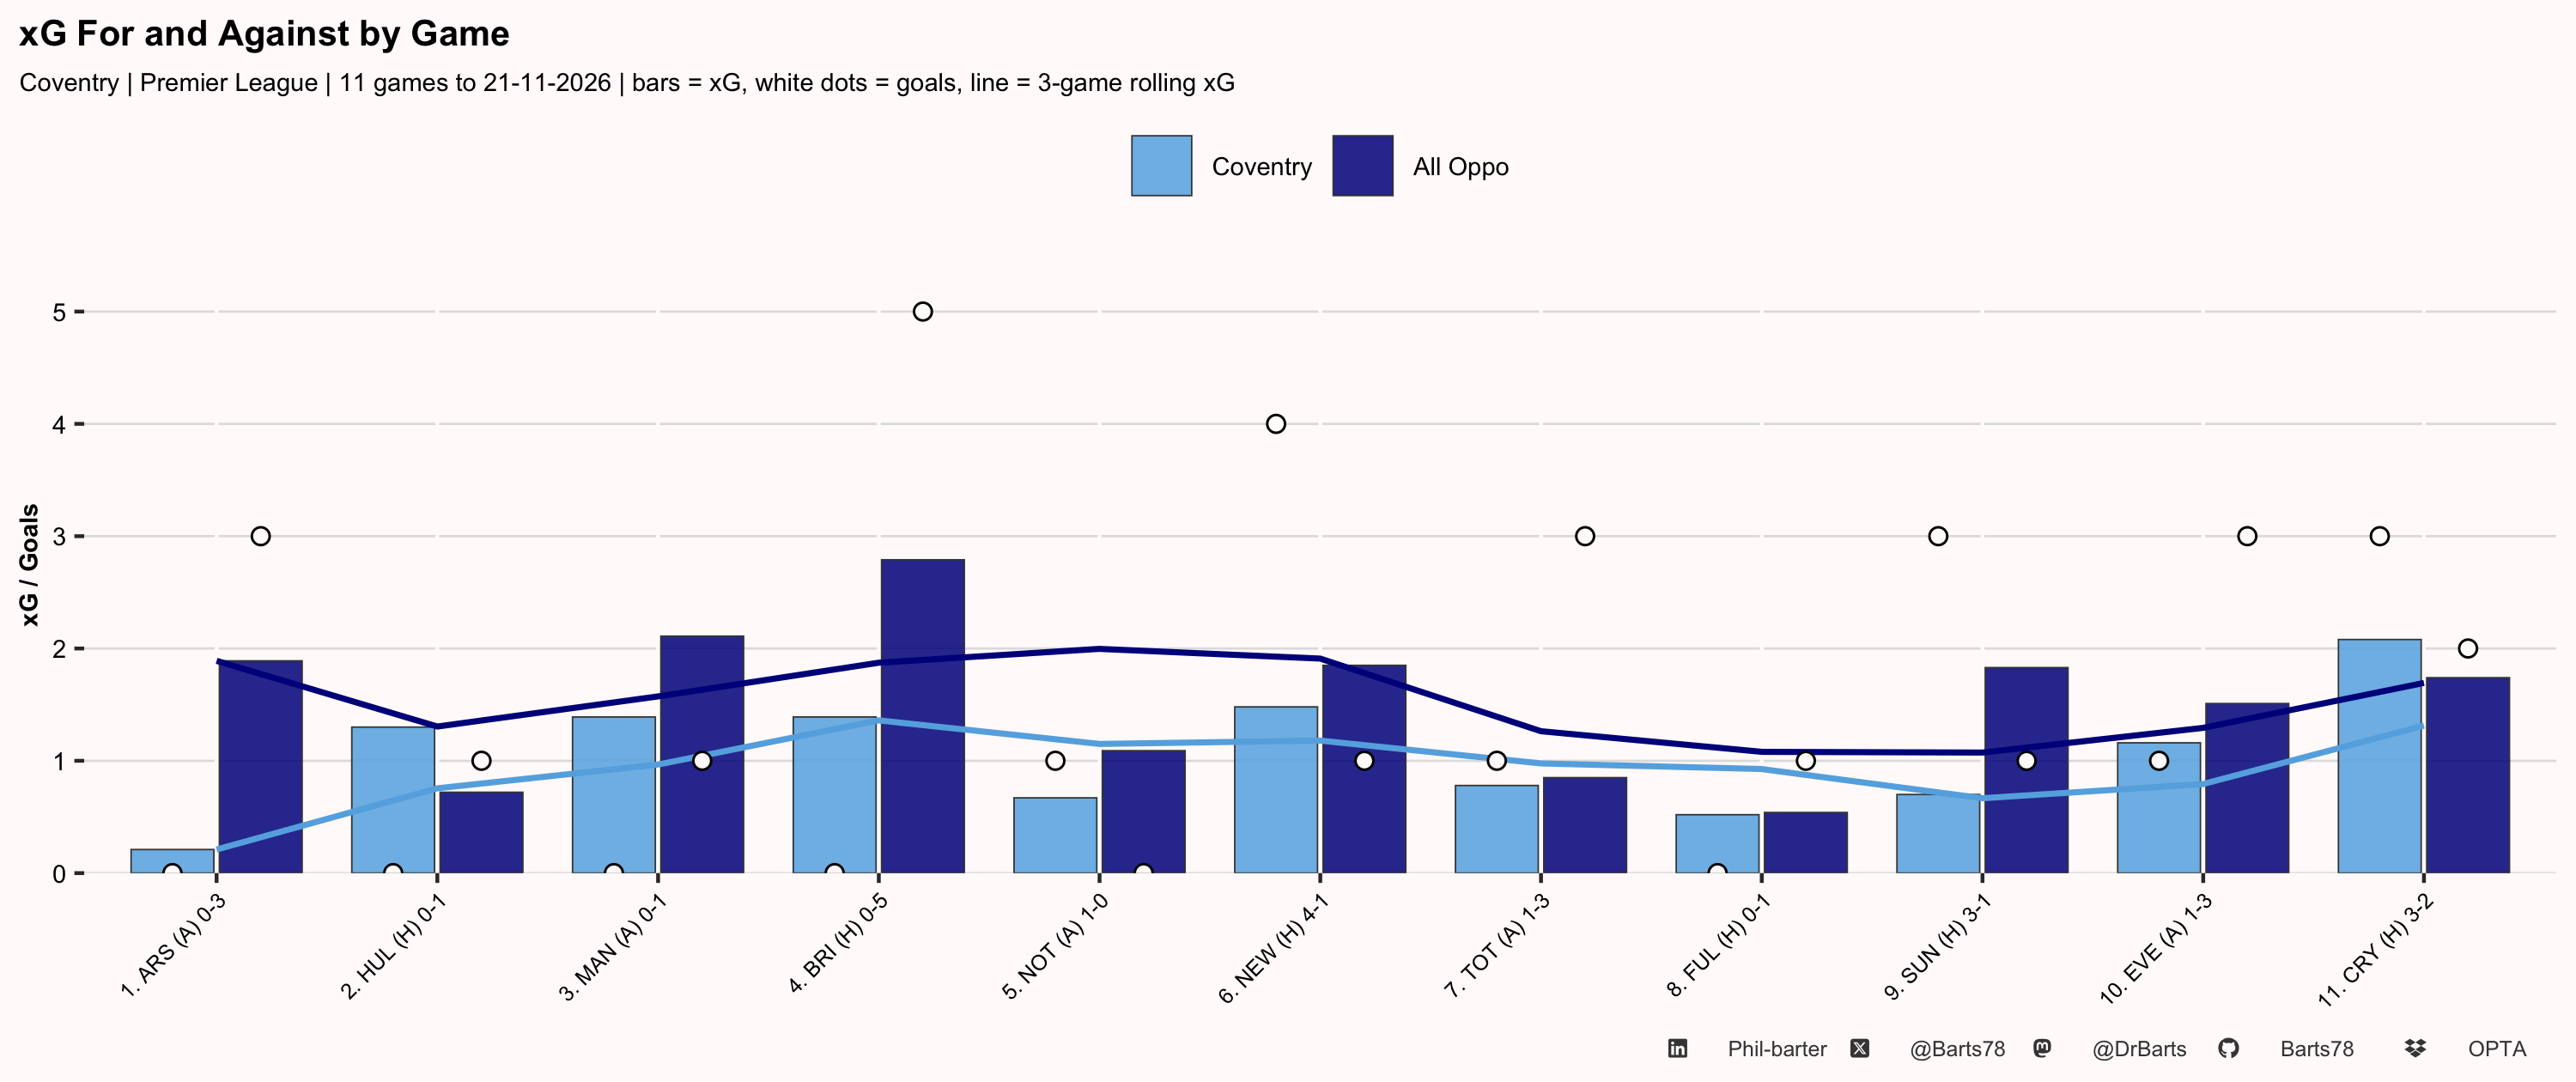 xG For and Against by Game
Coventry | Premier League | 11 games to 21-11-2026 | bars = xG, white dots = goals, line = 3-game rolling xG
Coventry
All Oppo
xG / Goals
5
4
3
2
1
0
1. ARS (A) 0-3
2. HUL (H) 0-1
3. MAN (A) 0-1
4. BRI (H) 0-5
5. NOT (A) 1-0
6. NEW (H) 4-1
7. TOT (A) 1-3
8. FUL (H) 0-1
9. SUN (H) 3-1
10. EVE (A) 1-3
11. CRY (H) 3-2
Phil-barter @Barts78 @DrBarts Barts78 OPTA